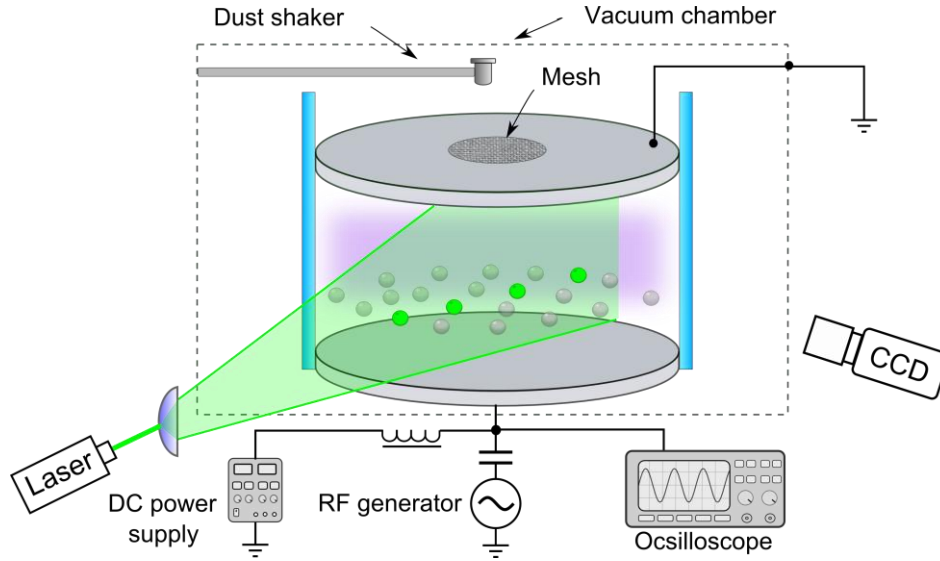 Dust shaker
Vacuum chamber
Mesh
CCD
Laser
DC power
supply
RF generator
Ocsilloscope